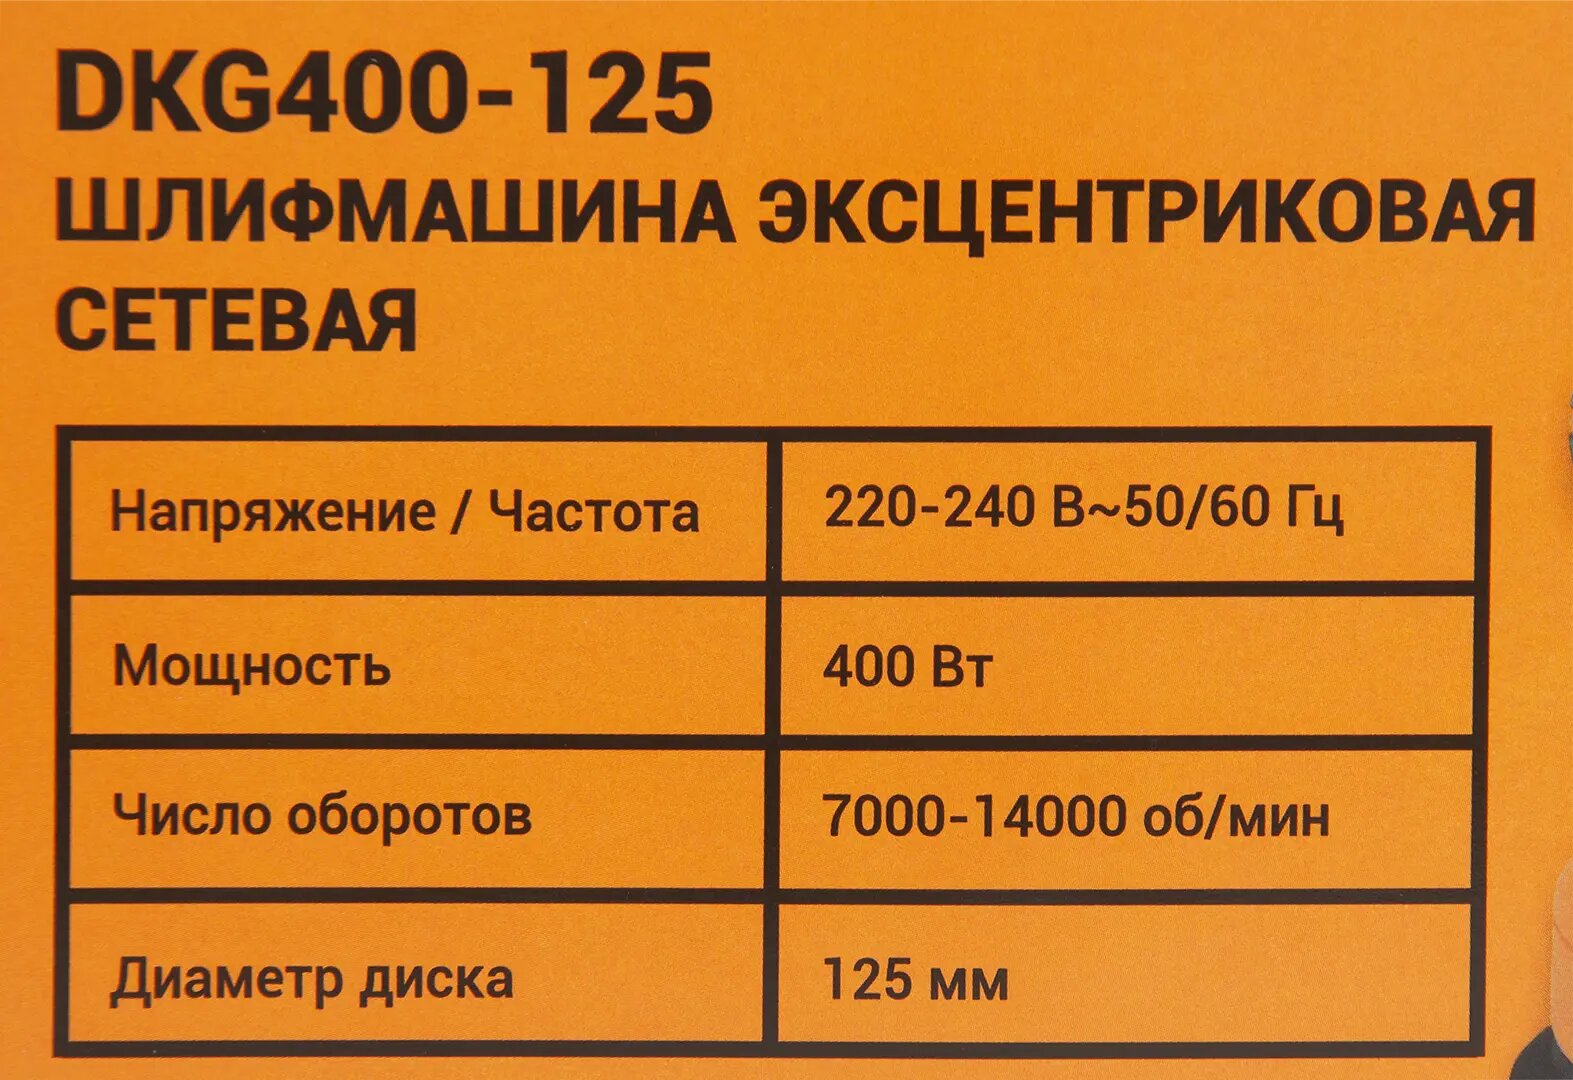 DKG400-125
ШЛИФМАШИНА ЭКСЦЕНТРИКОВАЯ
СЕТЕВАЯ
Напряжение / Частота 220-240 В~50/60 Гц
Мощность 400 Вт
Число оборотов 7000-14000 об/мин
Диаметр диска 125 мм